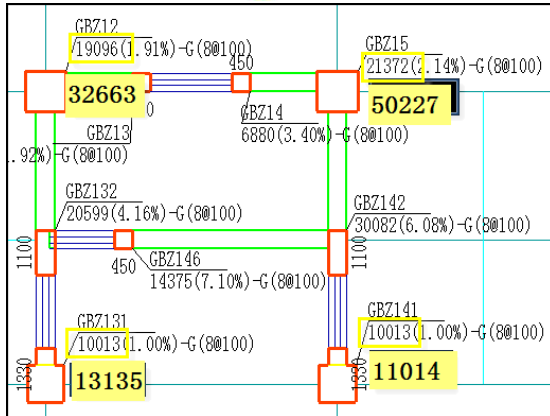 GBZ12
19096(1.91%)-G(8@100)
450
GBZ15
21372(2.14%)-G(8@100)
32663
50227
0
GBZ13
GBZ14
6880(3.40%)-G(8@100)
.92%)-G(8@100)
GBZ132
20599(4.16%)-G(8@100)
GBZ142
30082(6.08%)-G(8@100)
1100
1100
450
GBZ146
14375(7.10%)-G(8@100)
GBZ131
10013(1.00%)-G(8@100)
GBZ141
10013(1.00%)-G(8@100)
1330
13135
1330
11014